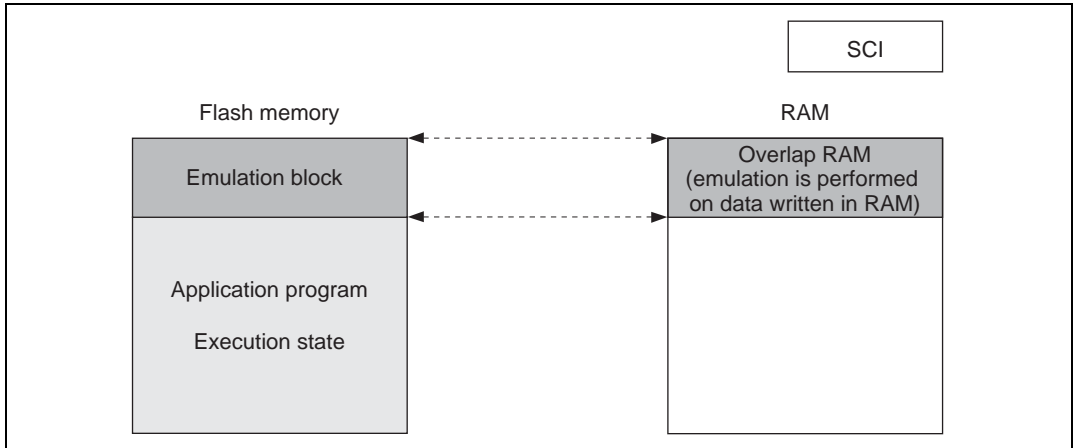 SCI
Flash memory
RAM
Emulation block
Overlap RAM
(emulation is performed
on data written in RAM)
Application program
Execution state